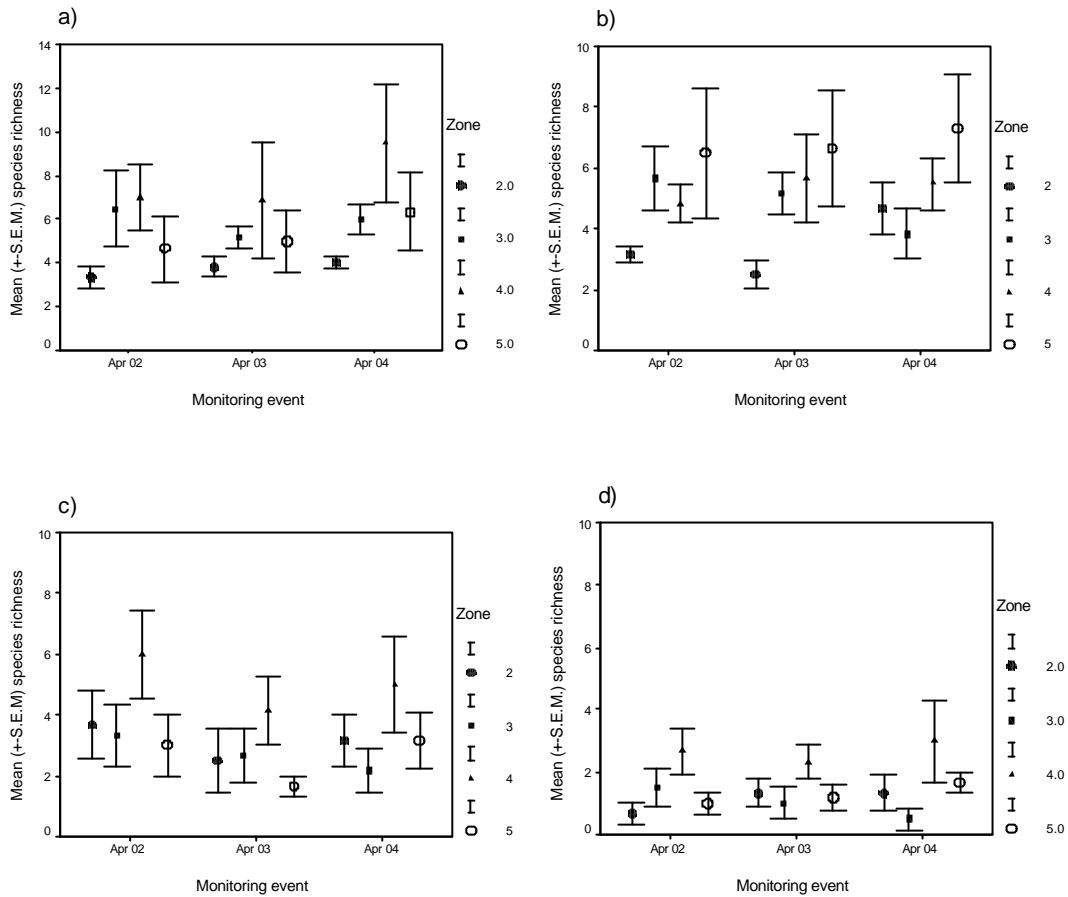 a)
14
12
10
8
6
4
2
0
Mean (+-S.E.M.) species richness
Apr 02 Apr 03 Apr 04
Monitoring event
Zone
2.0
3.0
4.0
5.0
b)
10
8
6
4
2
0
Mean (+-S.E.M.) species richness
Apr 02 Apr 03 Apr 04
Monitoring event
Zone
2
3
4
5
c)
10
8
6
4
2
0
Mean (+-S.E.M) species richness
Apr 02 Apr 03 Apr 04
Monitoring event
Zone
2
3
4
5
d)
10
8
6
4
2
0
Mean (+-S.E.M.) species richness
Apr 02 Apr 03 Apr 04
Monitoring event
Zone
2.0
3.0
4.0
5.0